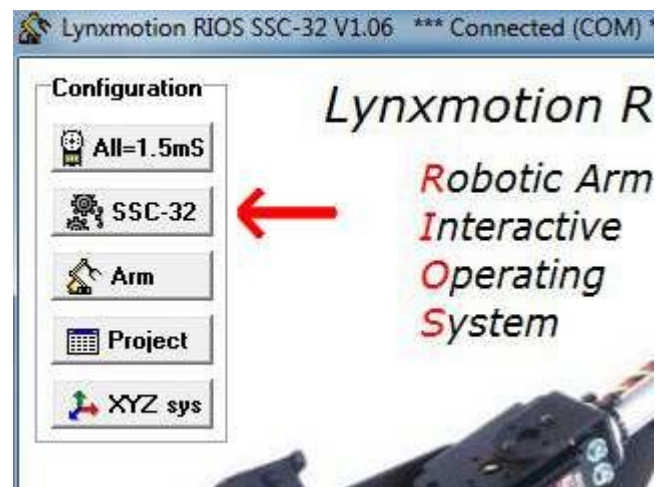 Lynxmotion RIOS SSC-32 V1.06 *** Connected (COM) *
Configuration
All=1.5mS
SSC-32
Arm
Project
XYZ sys
Lynxmotion R
Robotic Arm
Interactive
Operating
System